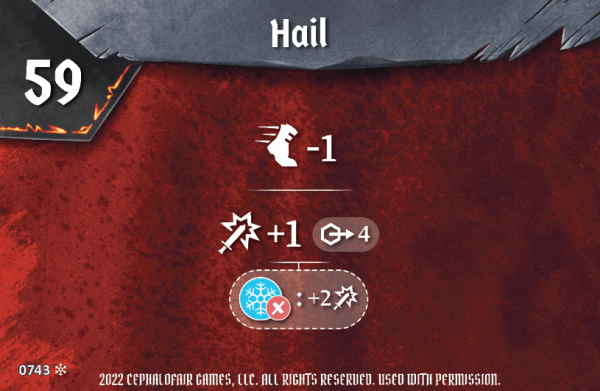 Hail
59
-1
+1 4
: +2
0743
2022 CEPHALOFAIR GAMES, LLC. ALL RIGHTS RESERVED. USED WITH PERMISSION.